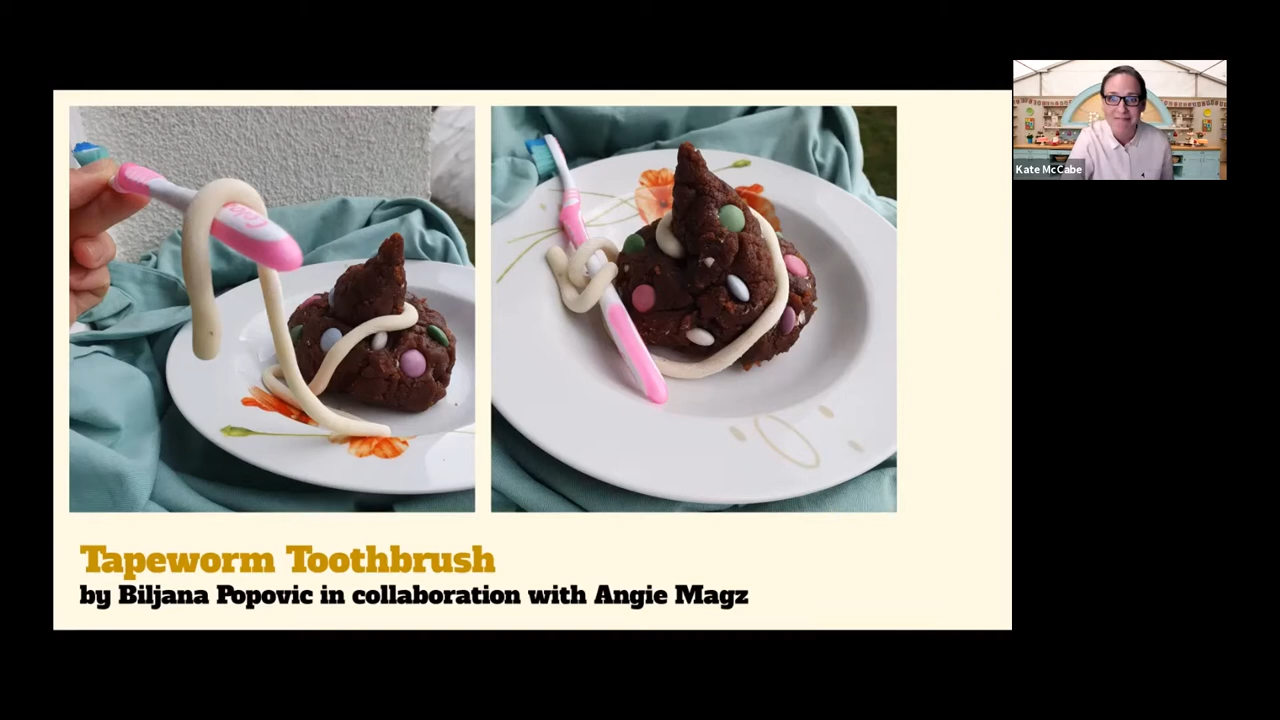 Kate McCabe
Tapeworm Toothbrush
by Biljana Popovic in collaboration with Angie Magz